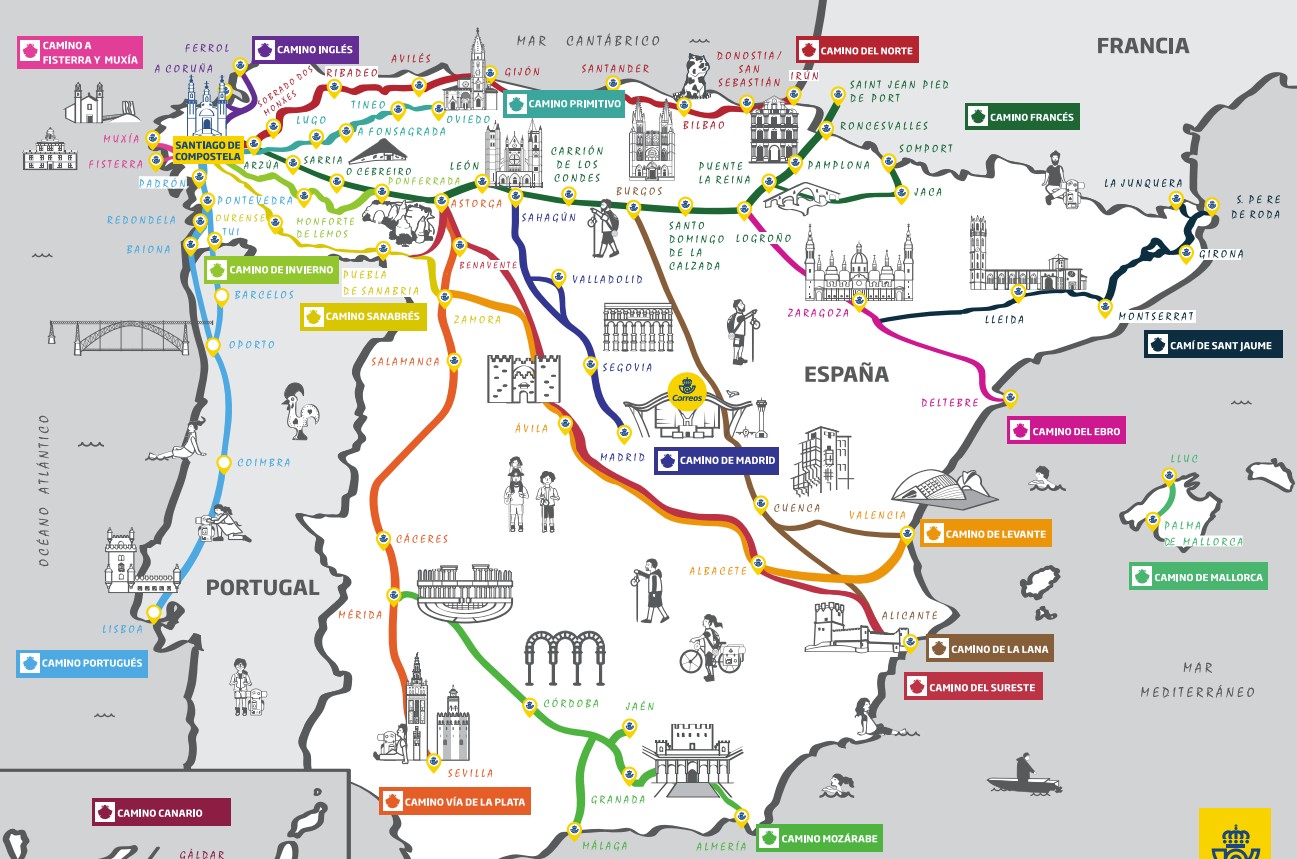 MAR CANTÁBRICO
FRANCIA
CAMINO A
FISTERRA Y MUXÍA
CAMINO INGLÉS
CAMINO DEL NORTE
CAMINO PRIMITIVO
CAMINO FRANCÉS
FERROL
A CORUÑA
SOBRADO DOS
MONXES
RIBADEO
AVILÉS
GIJÓN
SANTANDER
DONOSTIA/
SAN
SEBASTIÁN
IRÚN
BILBAO
SAINT JEAN PIED
DE PORT
RONCESVALLES
TINEO
LUGO
A FONSAGRADA
OVIEDO
MUXÍA
FISTERRA
SANTIAGO DE
COMPOSTELA
ARZÚA
SARRIA
O CEBREIRO
PONFERRADA
LEÓN
CARRIÓN
DE LOS
CONDES
BURGOS
PUENTE
LA REINA
PAMPLONA
SOMPORT
JACA
LA JUNQUERA
S. PE RE
DE RODA
PADRÓN
PONTEVEDRA
REDONDELA
OURENSE
TUI
BAIONA
MONFORTE
DE LEMOS
ASTORGA
SAHAGÚN
SANTO
DOMINGO
DE LA
CALZADA
LOGROÑO
GIRONA
CAMINO DE INVIERNO
PUEBLA
DE SANABRIA
BENAVENTE
VALLADOLID
BARCELOS
CAMINO SANABRÉS
ZAMORA
ZARAGOZA
LLEIDA
MONTSERRAT
CAMÍ DE SANT JAUME
OPORTO
SALAMANCA
SEGOVIA
ESPAÑA
Correos
DELTEBRE
CAMINO DEL EBRO
OCÉANO ATLÁNTICO
COIMBRA
ÁVILA
MADRID
CAMINO DE MADRID
LLUC
PALMA
DE MALLORCA
CAMINO DE MALLORCA
CUENCA
VALENCIA
CAMINO DE LEVANTE
CÁCERES
ALBACETE
PORTUGAL
MÉRIDA
ALICANTE
LISBOA
CAMINO DE LA LANA
CAMINO PORTUGUÉS
CAMINO DEL SURESTE
MAR
MEDITERRÁNEO
CÓRDOBA
JAÉN
SEVILLA
CAMINO VÍA DE LA PLATA
GRANADA
CAMINO CANARIO
MÁLAGA
ALMERÍA
CAMINO MOZÁRABE
GÁLDAR